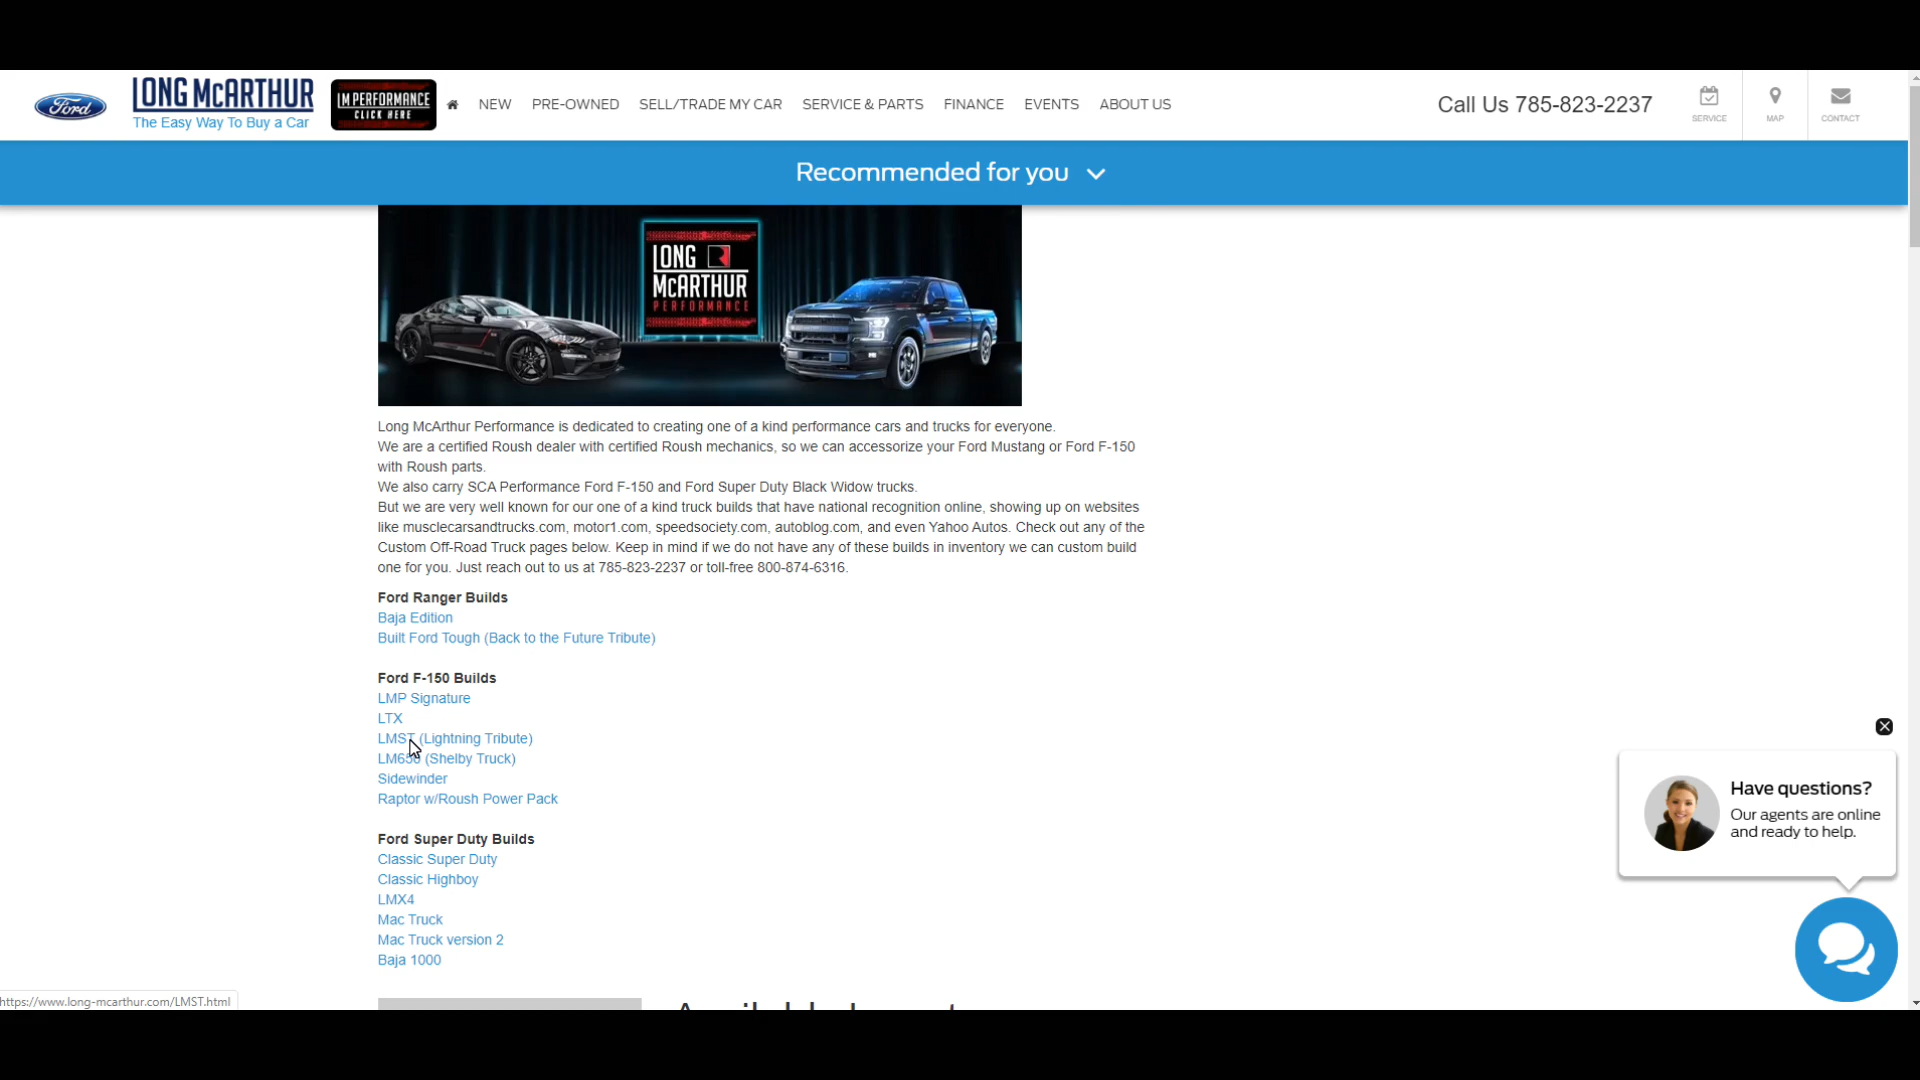 Ford
LONG McARTHUR
The Easy Way To Buy a Car
LM PERFORMANCE
CLICK HERE
NEW
PRE-OWNED
SELL/TRADE MY CAR
SERVICE & PARTS
FINANCE
EVENTS
ABOUT US
Call Us 785-823-2237
SERVICE
MAP
CONTACT
Recommended for you
LONG
McARTHUR
PERFORMANCE
Long McArthur Performance is dedicated to creating one of a kind performance cars and trucks for everyone.
We are a certified Roush dealer with certified Roush mechanics, so we can accessorize your Ford Mustang or Ford F-150
with Roush parts.
We also carry SCA Performance Ford F-150 and Ford Super Duty Black Widow trucks.
But we are very well known for our one of a kind truck builds that have national recognition online, showing up on websites
like musclecarsandtrucks.com, motor1.com, speedsociety.com, autoblog.com, and even Yahoo Autos. Check out any of the
Custom Off-Road Truck pages below. Keep in mind if we do not have any of these builds in inventory we can custom build
one for you. Just reach out to us at 785-823-2237 or toll-free 800-874-6316.
Ford Ranger Builds
Baja Edition
Built Ford Tough (Back to the Future Tribute)
Ford F-150 Builds
LMP Signature
LTX
LMST (Lightning Tribute)
LM650 (Shelby Truck)
Sidewinder
Raptor w/Roush Power Pack
Ford Super Duty Builds
Classic Super Duty
Classic Highboy
LMX4
Mac Truck
Mac Truck version 2
Baja 1000
Have questions?
Our agents are online
and ready to help.
https://www.long-mcarthur.com/LMST.html